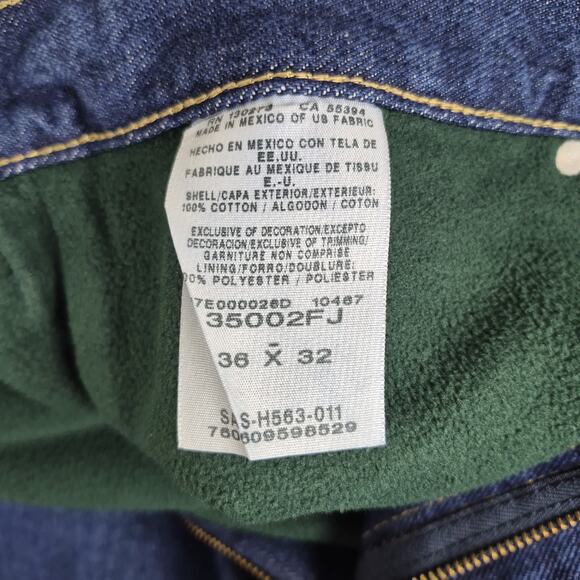 RN 130273 CA 55394
MADE IN MEXICO OF US FABRIC
HECHO EN MEXICO CON TELA DE
EE.UU.
FABRIQUE AU MEXIQUE DE TISSU
E.-U.
SHELL/CAPA EXTERIOR/EXTERIEUR:
100% COTTON / ALGODON / COTON
EXCLUSIVE OF DECORATION/EXCEPTO
DECORACION/EXCLUSIVE OF TRIMMING/
GARNITURE NON COMPRISE
LINING/FORRO/DOUBLURE:
00% POLYESTER / POLIESTER
7E000026D 10467
35002FJ
36 X 32
SAS-H563-011
750609598529